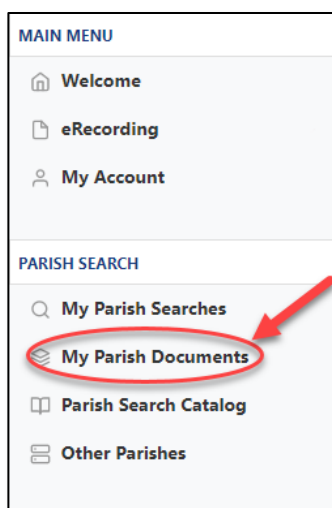 MAIN MENU
Welcome
eRecording
My Account
PARISH SEARCH
My Parish Searches
My Parish Documents
Parish Search Catalog
Other Parishes